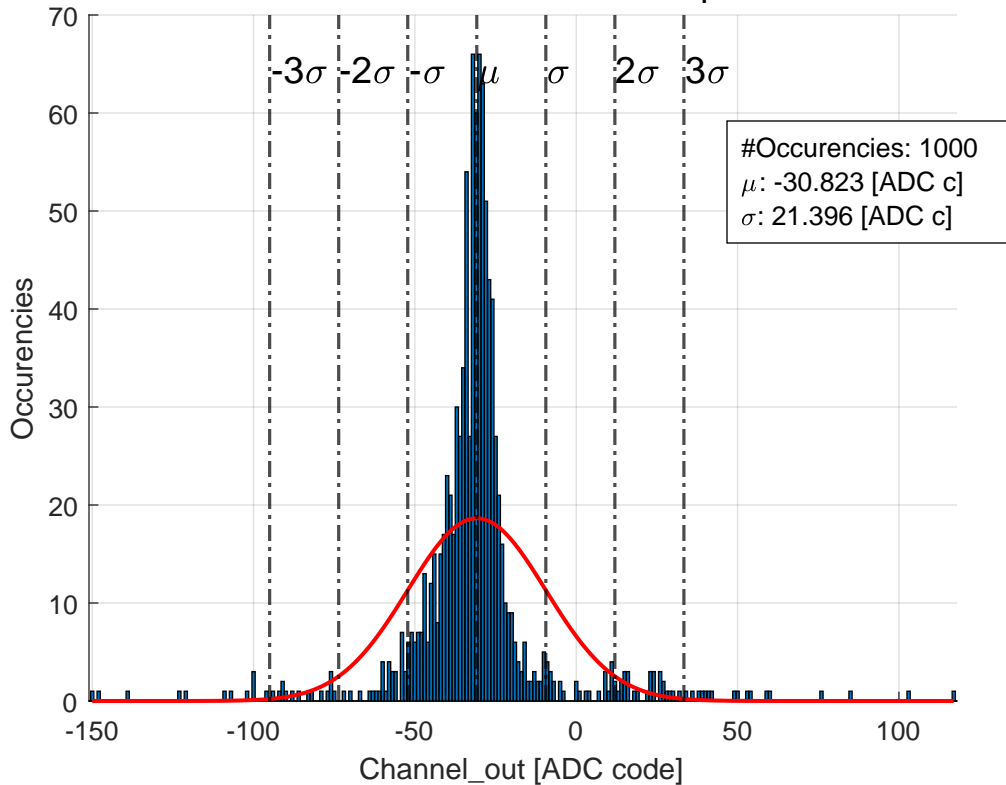 70
60
50
40
30
20
10
0
Occurencies
-3σ -2σ -σ μ σ 2σ 3σ
#Occurencies: 1000
μ: -30.823 [ADC c]
σ: 21.396 [ADC c]
-150 -100 -50 0 50 100
Channel_out [ADC code]